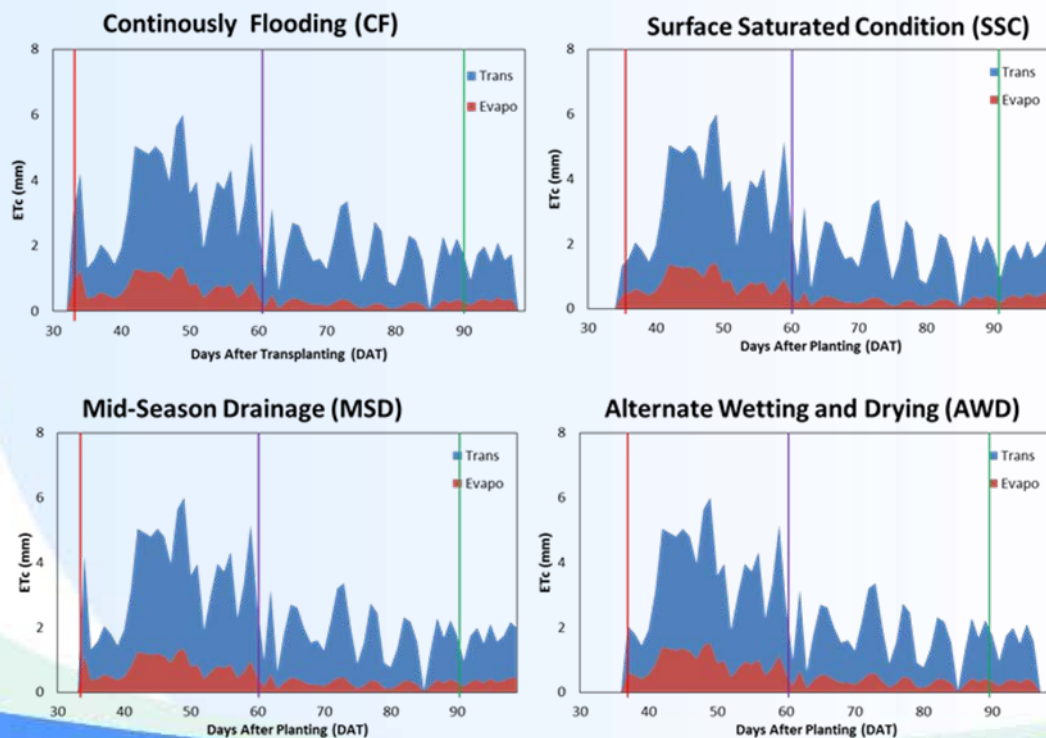 Continously Flooding (CF)
8
6
4
2
0
ETc (mm)
Trans
Evapo
30 40 50 60 70 80 90
Days After Transplanting (DAT)
Surface Saturated Condition (SSC)
8
6
4
2
0
ETc (mm)
Trans
Evapo
30 40 50 60 70 80 90
Days After Planting (DAT)
Mid-Season Drainage (MSD)
8
6
4
2
0
ETc (mm)
Trans
Evapo
30 40 50 60 70 80 90
Days After Planting (DAT)
Alternate Wetting and Drying (AWD)
8
6
4
2
0
ETc (mm)
Trans
Evapo
30 40 50 60 70 80 90
Days After Planting (DAT)